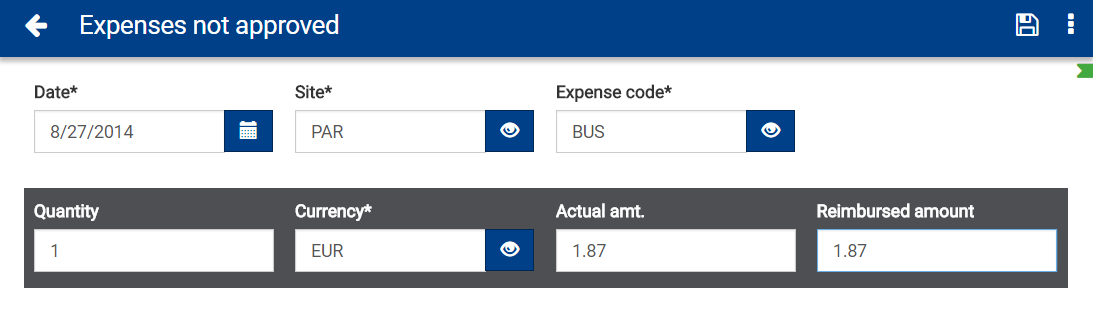 Expenses not approved
Date* Site* Expense code*
8/27/2014 PAR BUS
Quantity Currency* Actual amt. Reimbursed amount
1 EUR 1.87 1.87